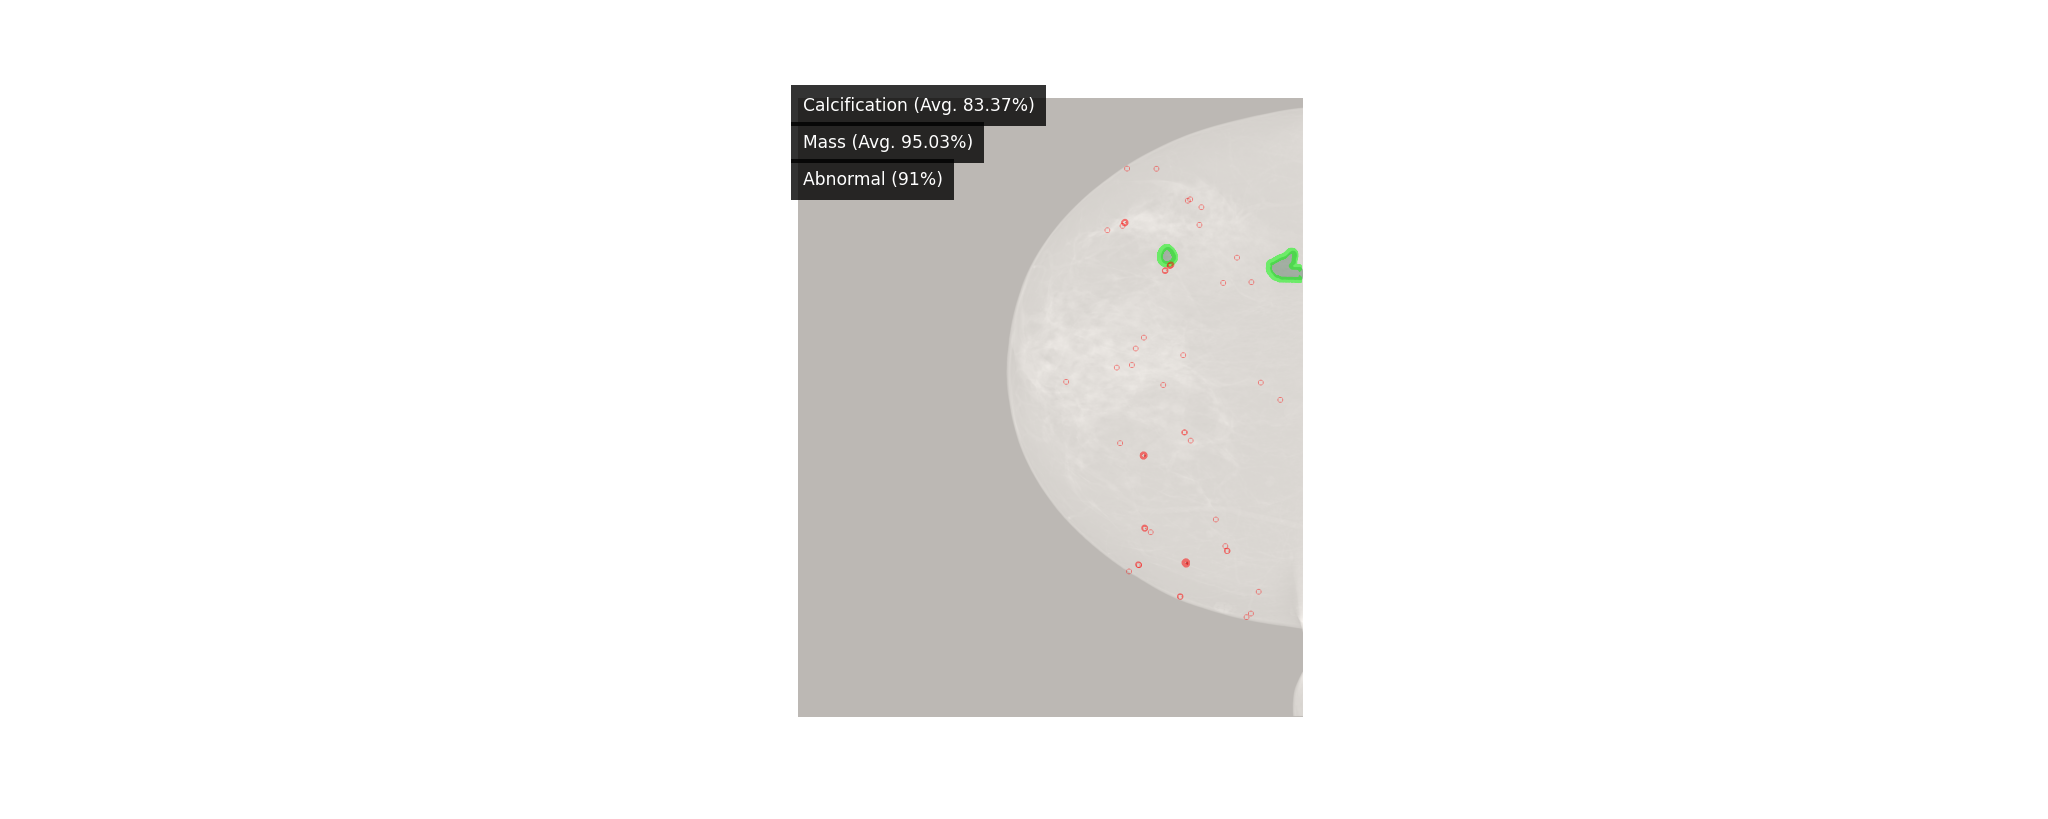 Calcification (Avg. 83.37%)
Mass (Avg. 95.03%)
Abnormal (91%)